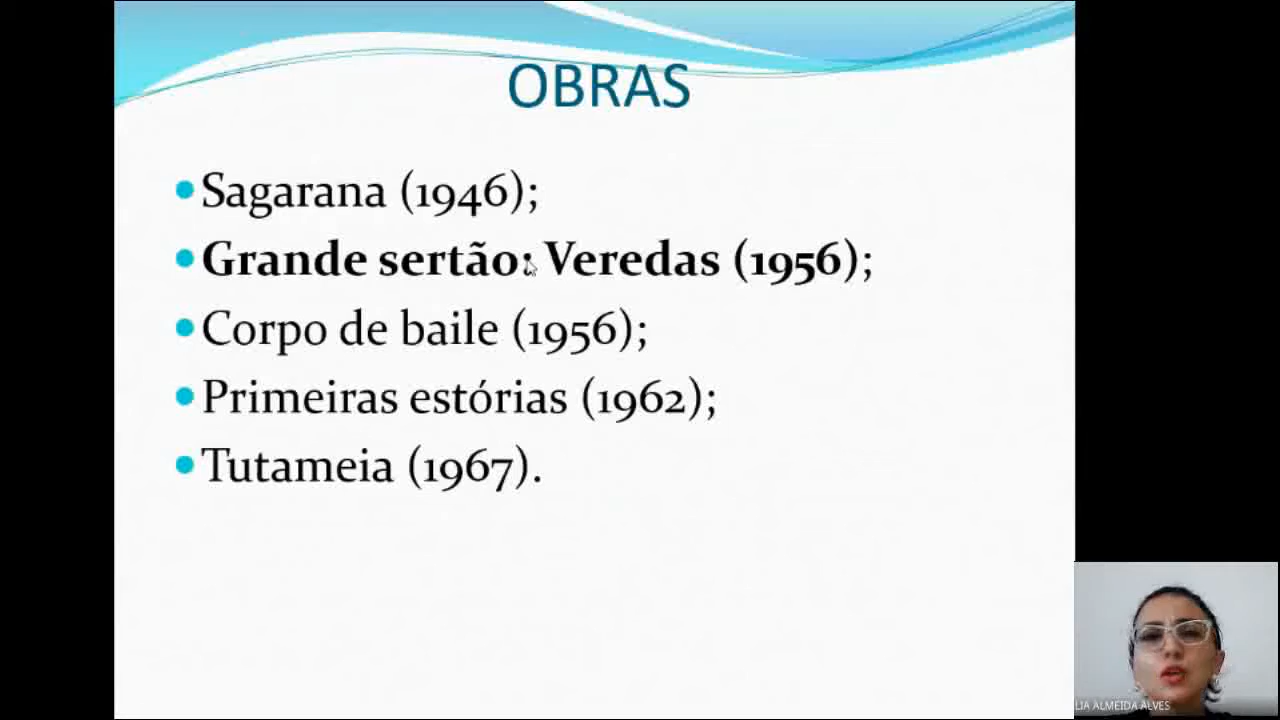 OBRAS
Sagarana (1946);
Grande sertão: Veredas (1956);
Corpo de baile (1956);
Primeiras estórias (1962);
Tutameia (1967).
LIA ALMEIDA ALVES